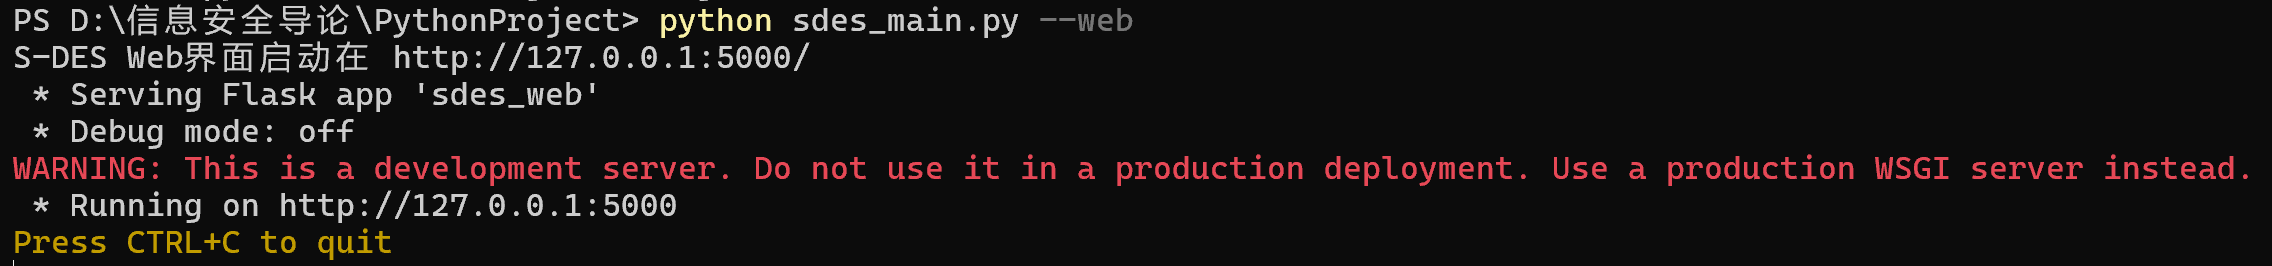 PS D:\信息安全导论\PythonProject> python sdes_main.py --web
S-DES Web界面启动在 http://127.0.0.1:5000/
 * Serving Flask app 'sdes_web'
 * Debug mode: off
WARNING: This is a development server. Do not use it in a production deployment. Use a production WSGI server instead.
 * Running on http://127.0.0.1:5000
Press CTRL+C to quit